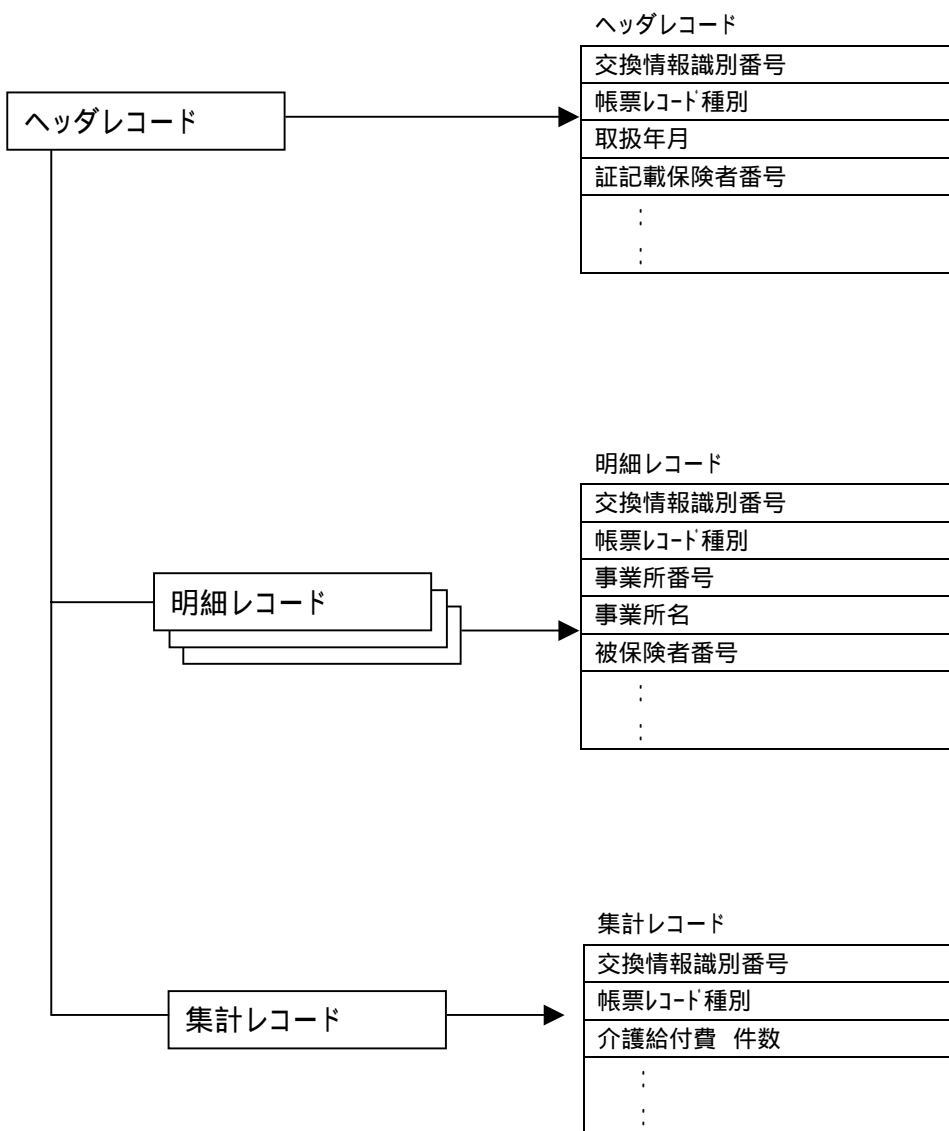 ヘッダレコード
交換情報識別番号
帳票ﾚｺｰﾄﾞ種別
取扱年月
証記載保険者番号
:
:
ヘッダレコード
明細レコード
交換情報識別番号
帳票ﾚｺｰﾄﾞ種別
事業所番号
事業所名
被保険者番号
:
:
明細レコード
集計レコード
交換情報識別番号
帳票ﾚｺｰﾄﾞ種別
介護給付費 件数
:
:
集計レコード